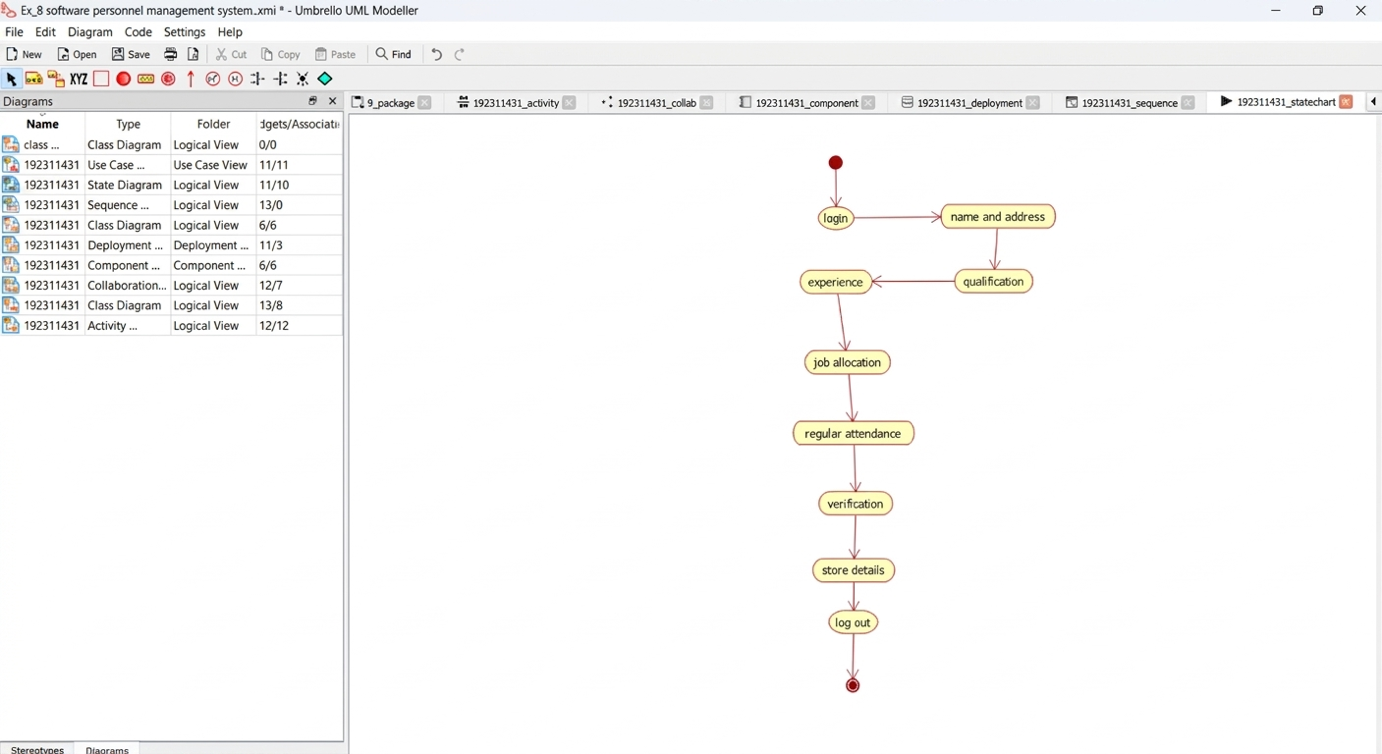 Ex_8 software personnel management system.xmi * - Umbrello UML Modeller
File Edit Diagram Code Settings Help
New Open Save Cut Copy Paste Find
XYZ
Diagrams
9_package 192311431_activity 192311431_collab 192311431_component 192311431_deployment 192311431_sequence 192311431_statechart
Name Type Folder dgets/Associati
class ... Class Diagram Logical View 0/0
192311431 Use Case ... Use Case View 11/11
192311431 State Diagram Logical View 11/10
192311431 Sequence ... Logical View 13/0
192311431 Class Diagram Logical View 6/6
192311431 Deployment ... Deployment ... 11/3
192311431 Component ... Component ... 6/6
192311431 Collaboration... Logical View 12/7
192311431 Class Diagram Logical View 13/8
192311431 Activity ... Logical View 12/12
login name and address
experience qualification
job allocation
regular attendance
verification
store details
log out
Stereotypes Diagrams